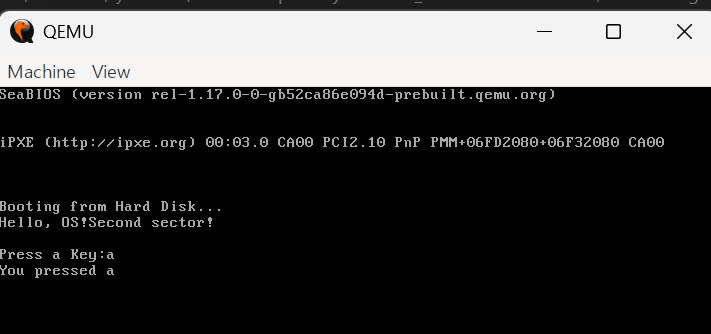 QEMU
Machine View
SeaBIOS (version rel-1.17.0-0-gb52ca86e094d-prebuilt.qemu.org)
iPXE (http://ipxe.org) 00:03.0 CA00 PCI2.10 PnP PMM+06FD2080+06F32080 CA00
Booting from Hard Disk...
Hello, OS!Second sector!
Press a Key:a
You pressed a